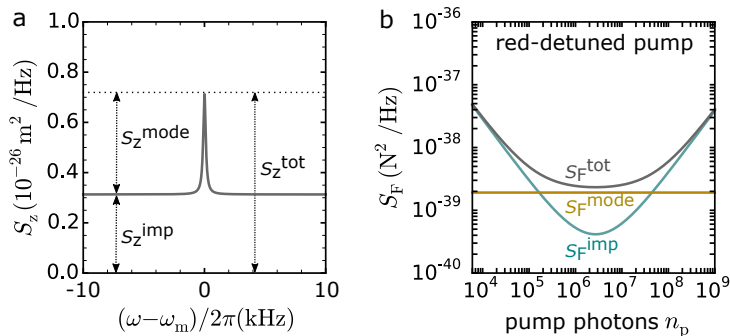 a
S_z (10^-26 m^2 /Hz)
1.0
0.8
0.6
0.4
0.2
0.0
S_z^mode
S_z^tot
S_z^imp
-10
0
10
(ω−ω_m)/2π(kHz)
b
S_F (N^2 /Hz)
10^-36
10^-37
10^-38
10^-39
10^-40
red-detuned pump
S_F^tot
S_F^mode
S_F^imp
10^4 10^5 10^6 10^7 10^8 10^9
pump photons n_p